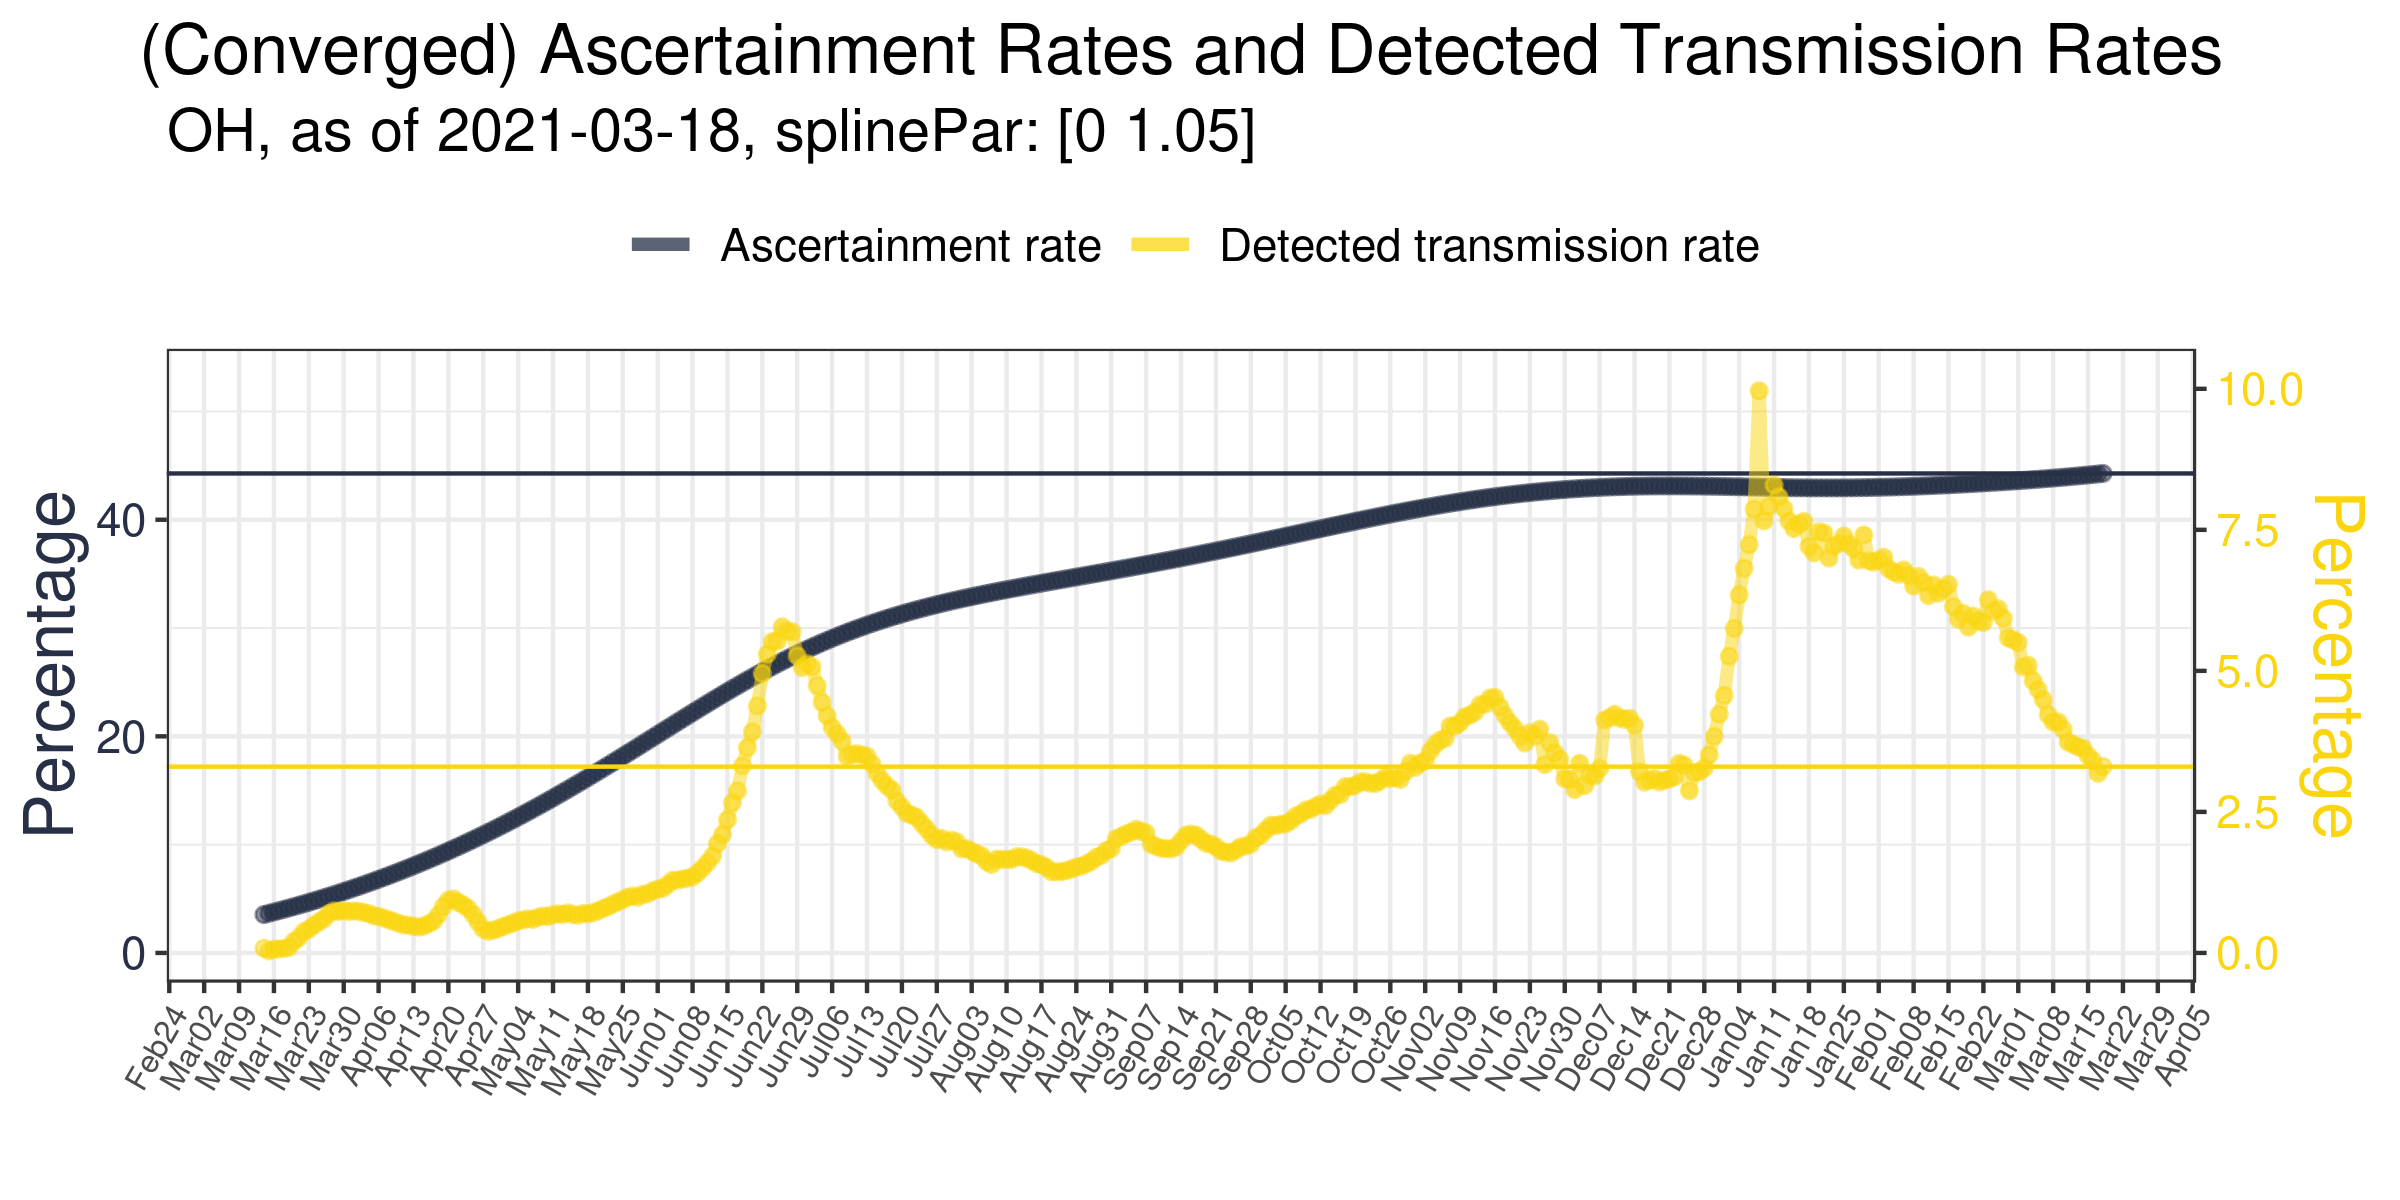 (Converged) Ascertainment Rates and Detected Transmission Rates
OH, as of 2021-03-18, splinePar: [0 1.05]
Ascertainment rate
Detected transmission rate
Percentage
40
20
0
10.0
7.5
5.0
2.5
0.0
Percentage
Feb24
Mar02
Mar09
Mar16
Mar23
Mar30
Apr06
Apr13
Apr20
Apr27
May04
May11
May18
May25
Jun01
Jun08
Jun15
Jun22
Jun29
Jul06
Jul13
Jul20
Jul27
Aug03
Aug10
Aug17
Aug24
Aug31
Sep07
Sep14
Sep21
Sep28
Oct05
Oct12
Oct19
Oct26
Nov02
Nov09
Nov16
Nov23
Nov30
Dec07
Dec14
Dec21
Dec28
Jan04
Jan11
Jan18
Jan25
Feb01
Feb08
Feb15
Feb22
Mar01
Mar08
Mar15
Mar22
Mar29
Apr05